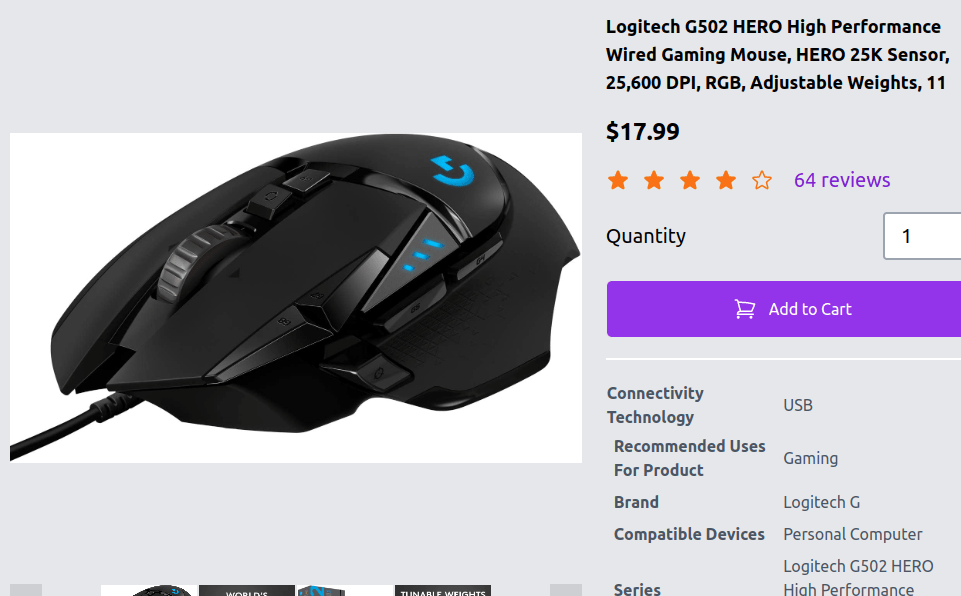 Logitech G502 HERO High Performance
Wired Gaming Mouse, HERO 25K Sensor,
25,600 DPI, RGB, Adjustable Weights, 11
$17.99
64 reviews
Quantity
1
Add to Cart
Connectivity
Technology
USB
Recommended Uses
For Product
Gaming
Brand
Logitech G
Compatible Devices
Personal Computer
Series
Logitech G502 HERO
High Performance
WORLD'S
TUNABLE WEIGHTS